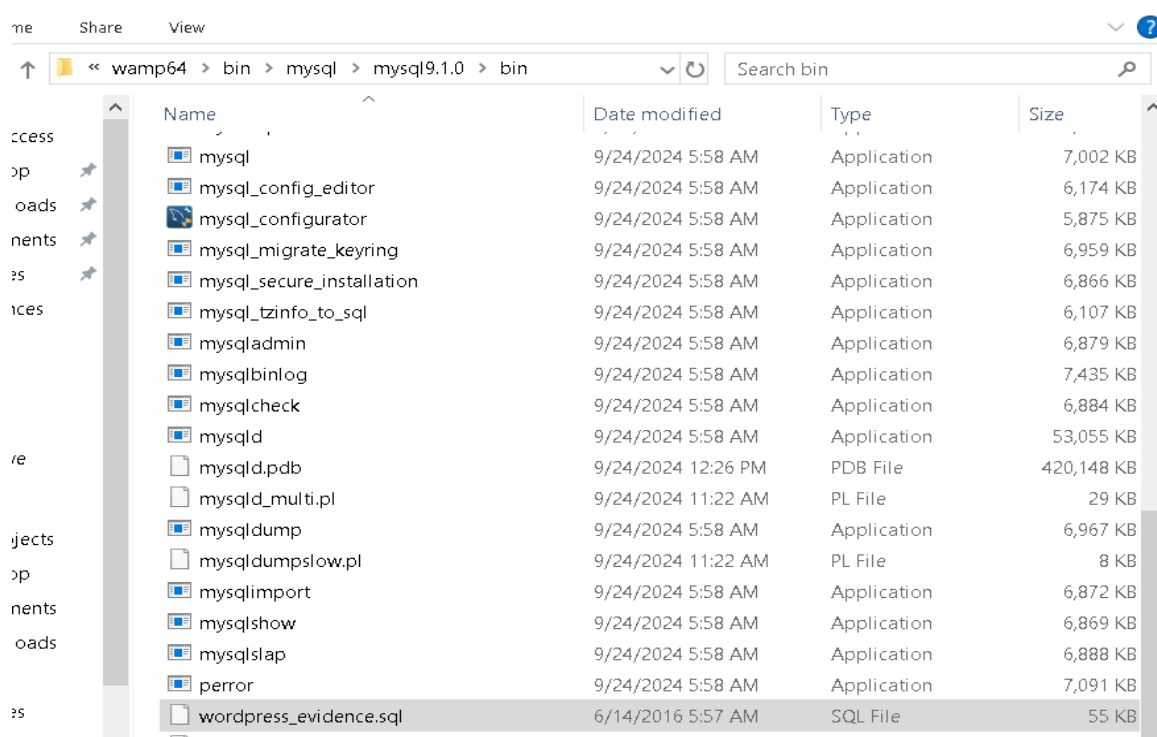 me Share View
« wamp64 > bin > mysql > mysql9.1.0 > bin Search bin
Name Date modified Type Size
ccess
op
oads
nents
es
nces
ve
jects
op
nents
oads
es
mysql 9/24/2024 5:58 AM Application 7,002 KB
mysql_config_editor 9/24/2024 5:58 AM Application 6,174 KB
mysql_configurator 9/24/2024 5:58 AM Application 5,875 KB
mysql_migrate_keyring 9/24/2024 5:58 AM Application 6,959 KB
mysql_secure_installation 9/24/2024 5:58 AM Application 6,866 KB
mysql_tzinfo_to_sql 9/24/2024 5:58 AM Application 6,107 KB
mysqladmin 9/24/2024 5:58 AM Application 6,879 KB
mysqlbinlog 9/24/2024 5:58 AM Application 7,435 KB
mysqlcheck 9/24/2024 5:58 AM Application 6,884 KB
mysqld 9/24/2024 5:58 AM Application 53,055 KB
mysqld.pdb 9/24/2024 12:26 PM PDB File 420,148 KB
mysqld_multi.pl 9/24/2024 11:22 AM PL File 29 KB
mysqldump 9/24/2024 5:58 AM Application 6,967 KB
mysqldumpslow.pl 9/24/2024 11:22 AM PL File 8 KB
mysqlimport 9/24/2024 5:58 AM Application 6,872 KB
mysqlshow 9/24/2024 5:58 AM Application 6,869 KB
mysqlslap 9/24/2024 5:58 AM Application 6,888 KB
perror 9/24/2024 5:58 AM Application 7,091 KB
wordpress_evidence.sql 6/14/2016 5:57 AM SQL File 55 KB